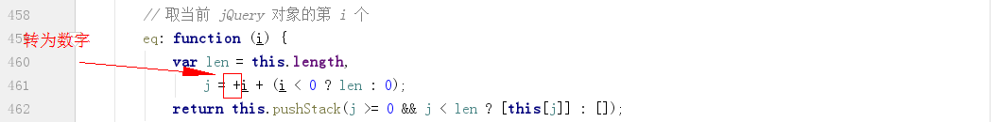 458 // 取当前 jQuery 对象的第 i 个
459 eq: function (i) {
转为数字
460 var len = this.length,
461 j = +i + (i < 0 ? len : 0);
462 return this.pushStack(j >= 0 && j < len ? [this[j]] : []);